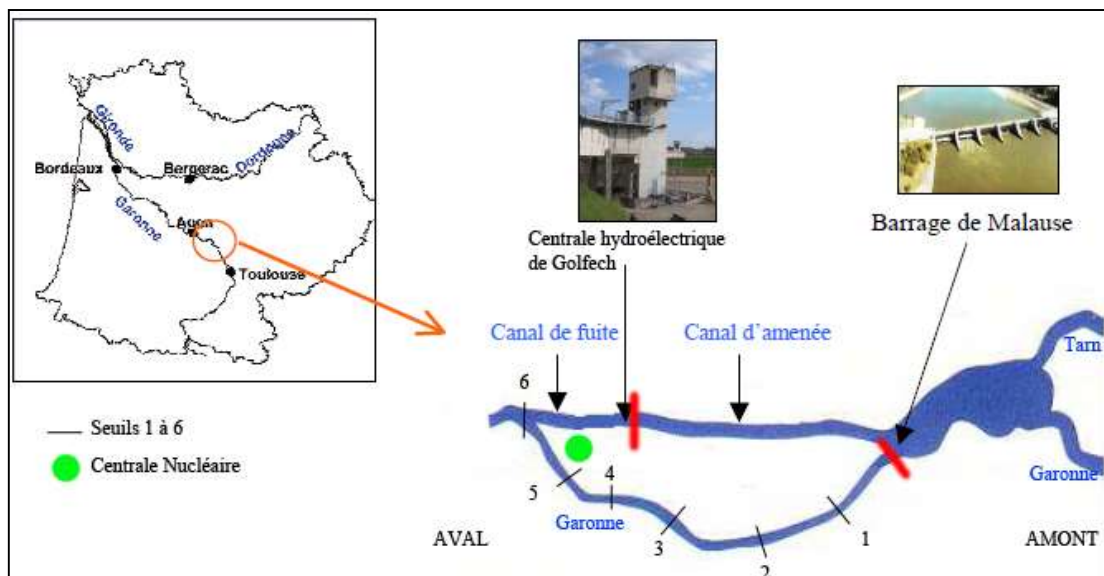 Gironde
Dordogne
Bordeaux
Bergerac
Garonne
Agen
Toulouse
Centrale hydroélectrique
de Golfech
Barrage de Malause
Canal de fuite
Canal d'amenée
Tarn
6
Seuils 1 à 6
Centrale Nucléaire
5
4
Garonne
Garonne
3
2
1
AVAL
AMONT